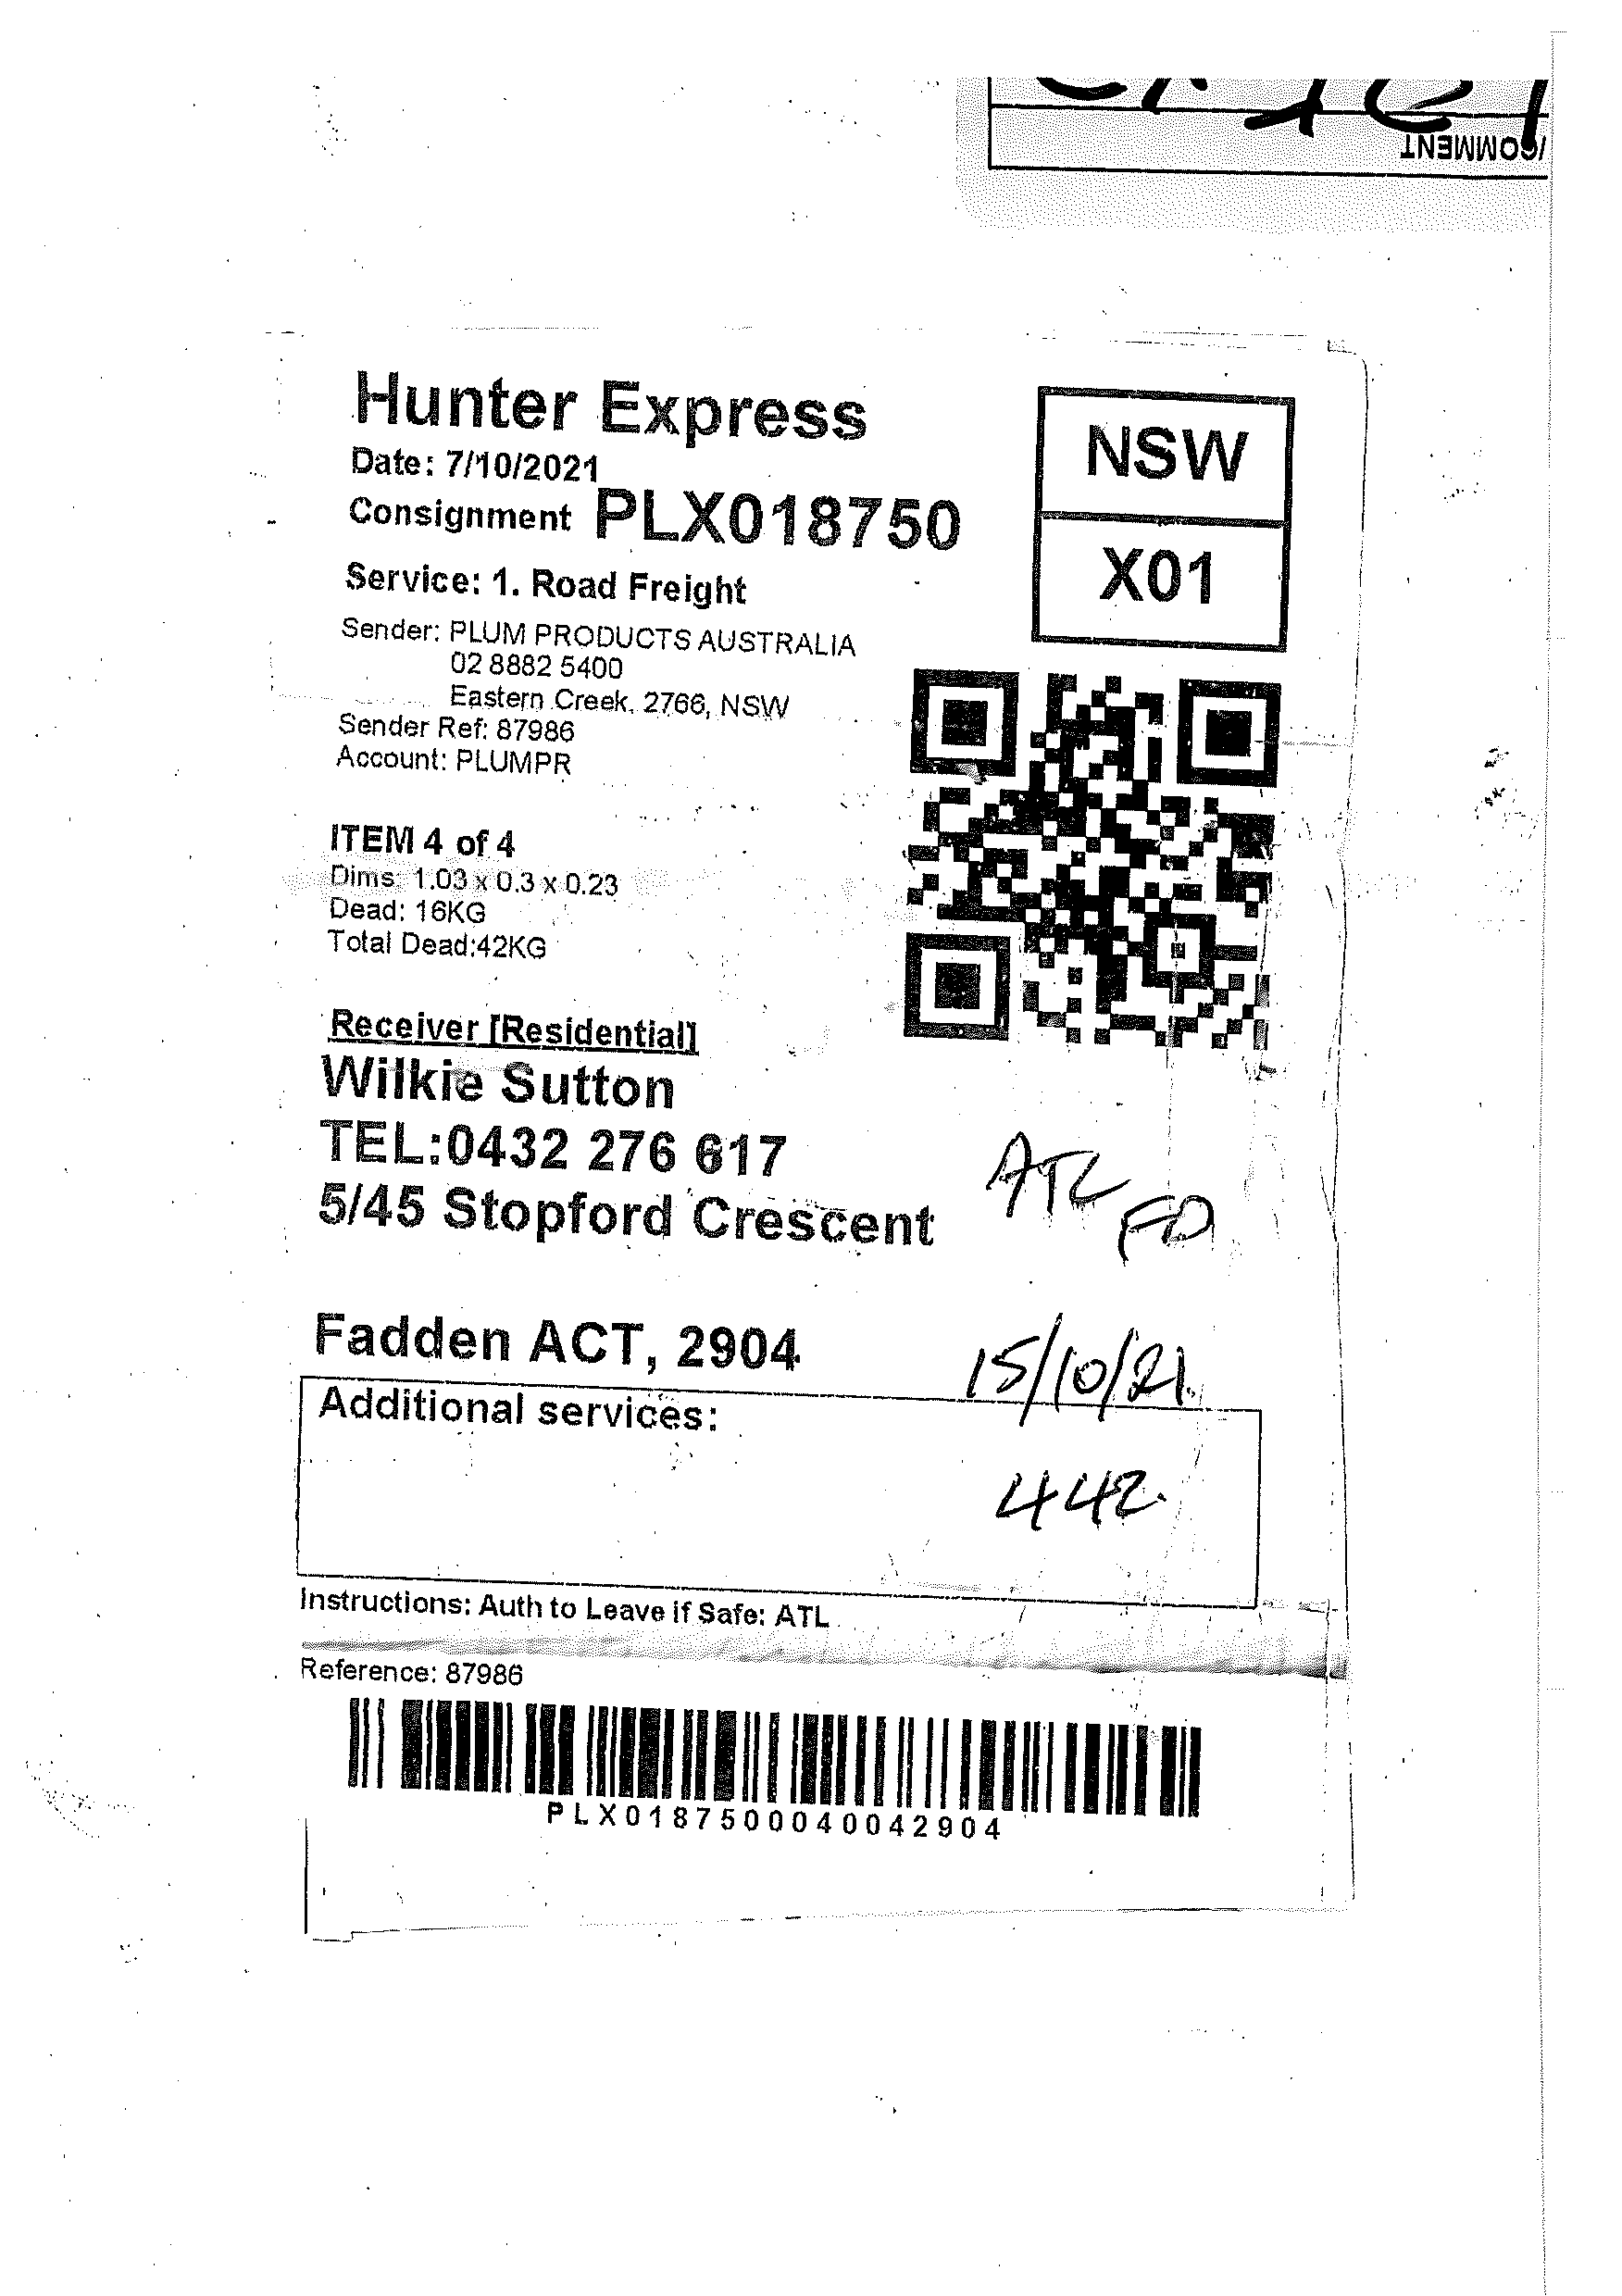 /COMMENT
Hunter Express
Date: 7/10/2021
Consignment PLX018750
NSW
X01
Service: 1. Road Freight
Sender: PLUM PRODUCTS AUSTRALIA
02 8882 5400
Eastern Creek, 2766, NSW
Sender Ref: 87986
Account: PLUMPR
ITEM 4 of 4
Dims: 1.03 x 0.3 x 0.23
Dead: 16KG
Total Dead:42KG
Receiver [Residential]
Wilkie Sutton
TEL:0432 276 617
5/45 Stopford Crescent
ATL
FD
Fadden ACT, 2904
15/10/21.
Additional services:
442.
Instructions: Auth to Leave if Safe: ATL
Reference: 87986
PLX0187500040042904